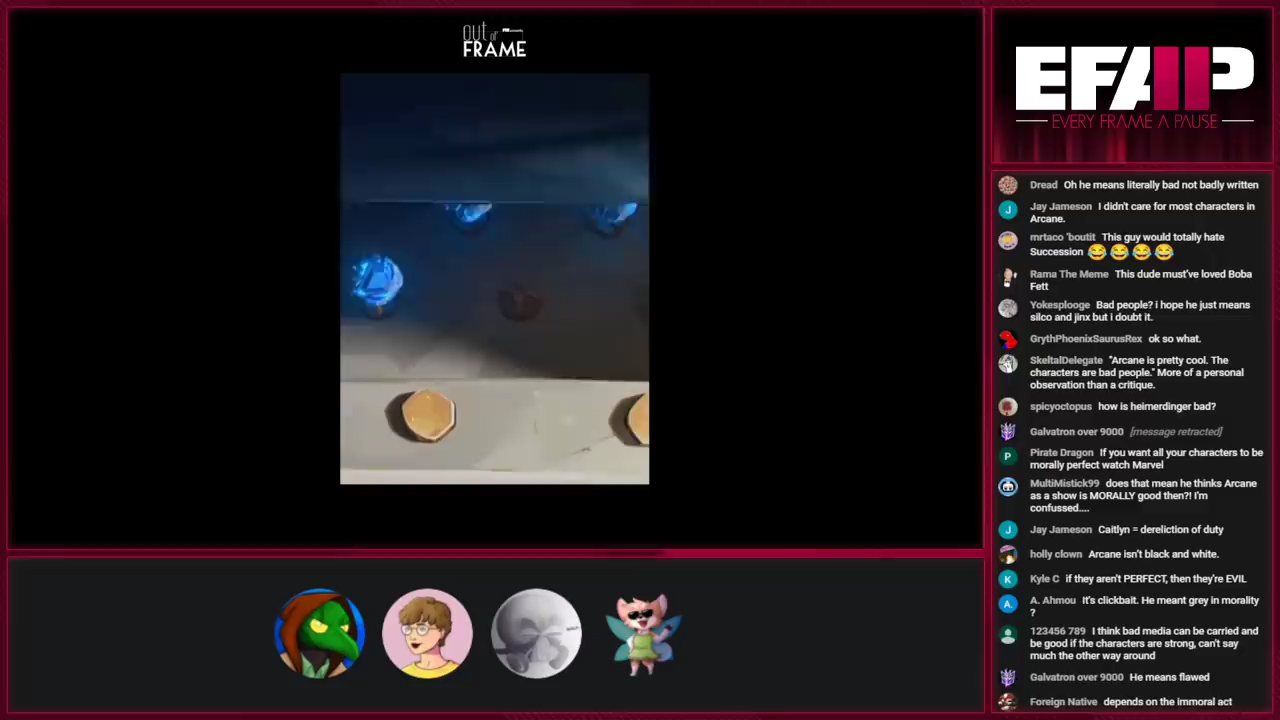 out of
FRAME
EFAP
EVERY FRAME A PAUSE
Dread Oh he means literally bad not badly written
Jay Jameson I didn't care for most characters in
Arcane.
mrtaco 'boutit This guy would totally hate
Succession 😂 😂 😂 😂
Rama The Meme This dude must've loved Boba
Fett
Yokesplooge Bad people? i hope he just means
silco and jinx but i doubt it.
GrythPhoenixSaurusRex ok so what.
SkeltalDelegate "Arcane is pretty cool. The
characters are bad people." More of a personal
observation than a critique.
spicyoctopus how is heimerdinger bad?
Galvatron over 9000 [message retracted]
Pirate Dragon If you want all your characters to be
morally perfect watch Marvel
MultiMistick99 does that mean he thinks Arcane
as a show is MORALLY good then?! I'm
confussed....
Jay Jameson Caitlyn = dereliction of duty
holly clown Arcane isn't black and white.
Kyle C if they aren't PERFECT, then they're EVIL
A. Ahmou It's clickbait. He meant grey in morality
?
123456 789 I think bad media can be carried and
be good if the characters are strong, can't say
much the other way around
Galvatron over 9000 He means flawed
Foreign Native depends on the immoral act